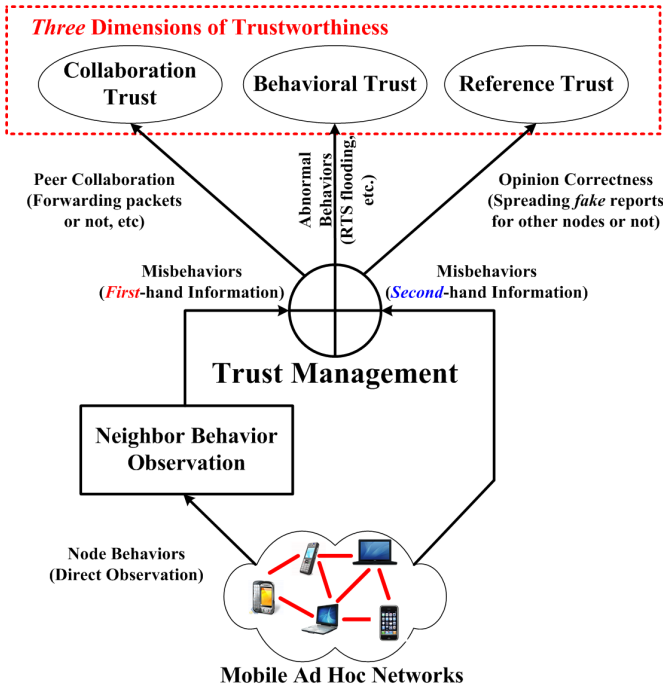 Three Dimensions of Trustworthiness
Collaboration
Trust
Behavioral Trust
Reference Trust
Peer Collaboration
(Forwarding packets
or not, etc)
Abnormal
Behaviors
(RTS flooding,
etc.)
Opinion Correctness
(Spreading fake reports
for other nodes or not)
Misbehaviors
(First-hand Information)
Misbehaviors
(Second-hand Information)
Trust Management
Neighbor Behavior
Observation
Node Behaviors
(Direct Observation)
Mobile Ad Hoc Networks